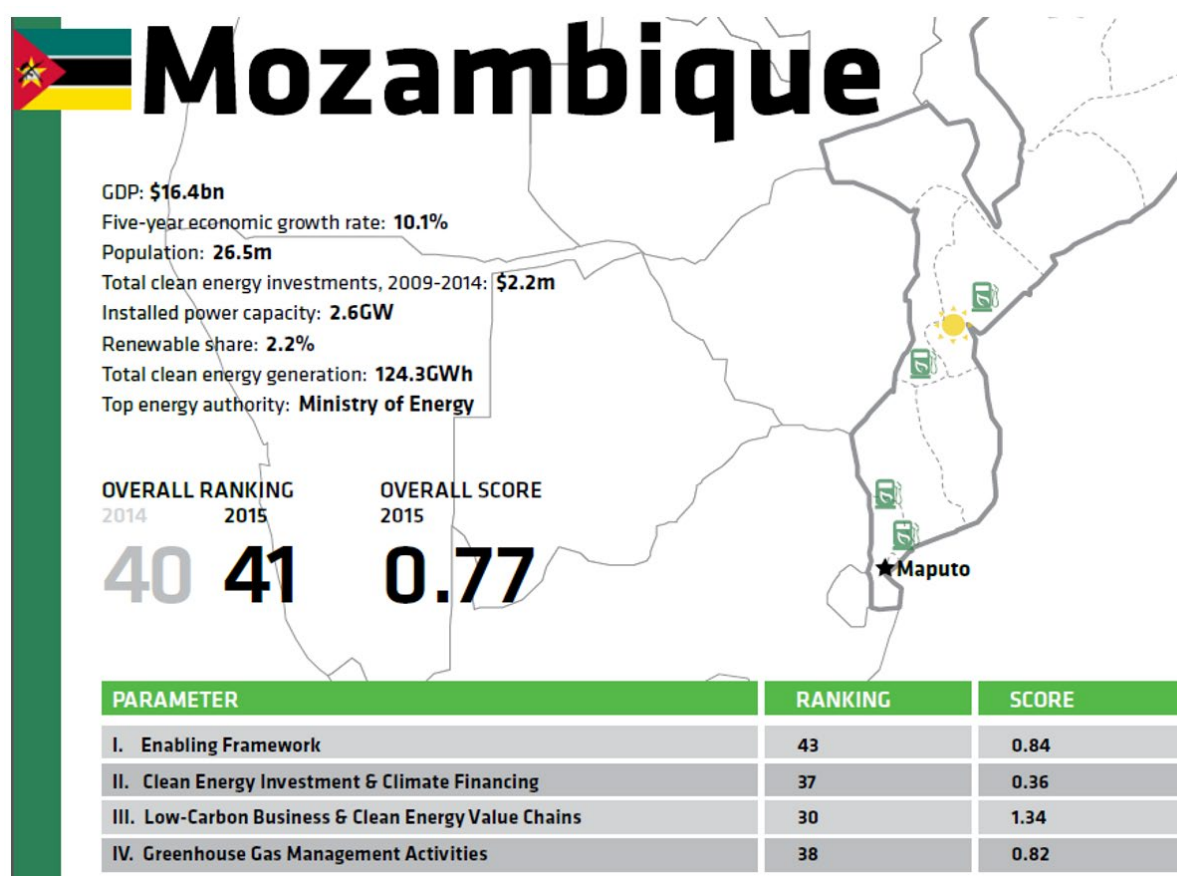 Mozambique
GDP: $16.4bn
Five-year economic growth rate: 10.1%
Population: 26.5m
Total clean energy investments, 2009-2014: $2.2m
Installed power capacity: 2.6GW
Renewable share: 2.2%
Total clean energy generation: 124.3GWh
Top energy authority: Ministry of Energy
OVERALL RANKING
2014 2015
40 41
OVERALL SCORE
2015
0.77
Maputo
PARAMETER RANKING SCORE
I. Enabling Framework 43 0.84
II. Clean Energy Investment & Climate Financing 37 0.36
III. Low-Carbon Business & Clean Energy Value Chains 30 1.34
IV. Greenhouse Gas Management Activities 38 0.82